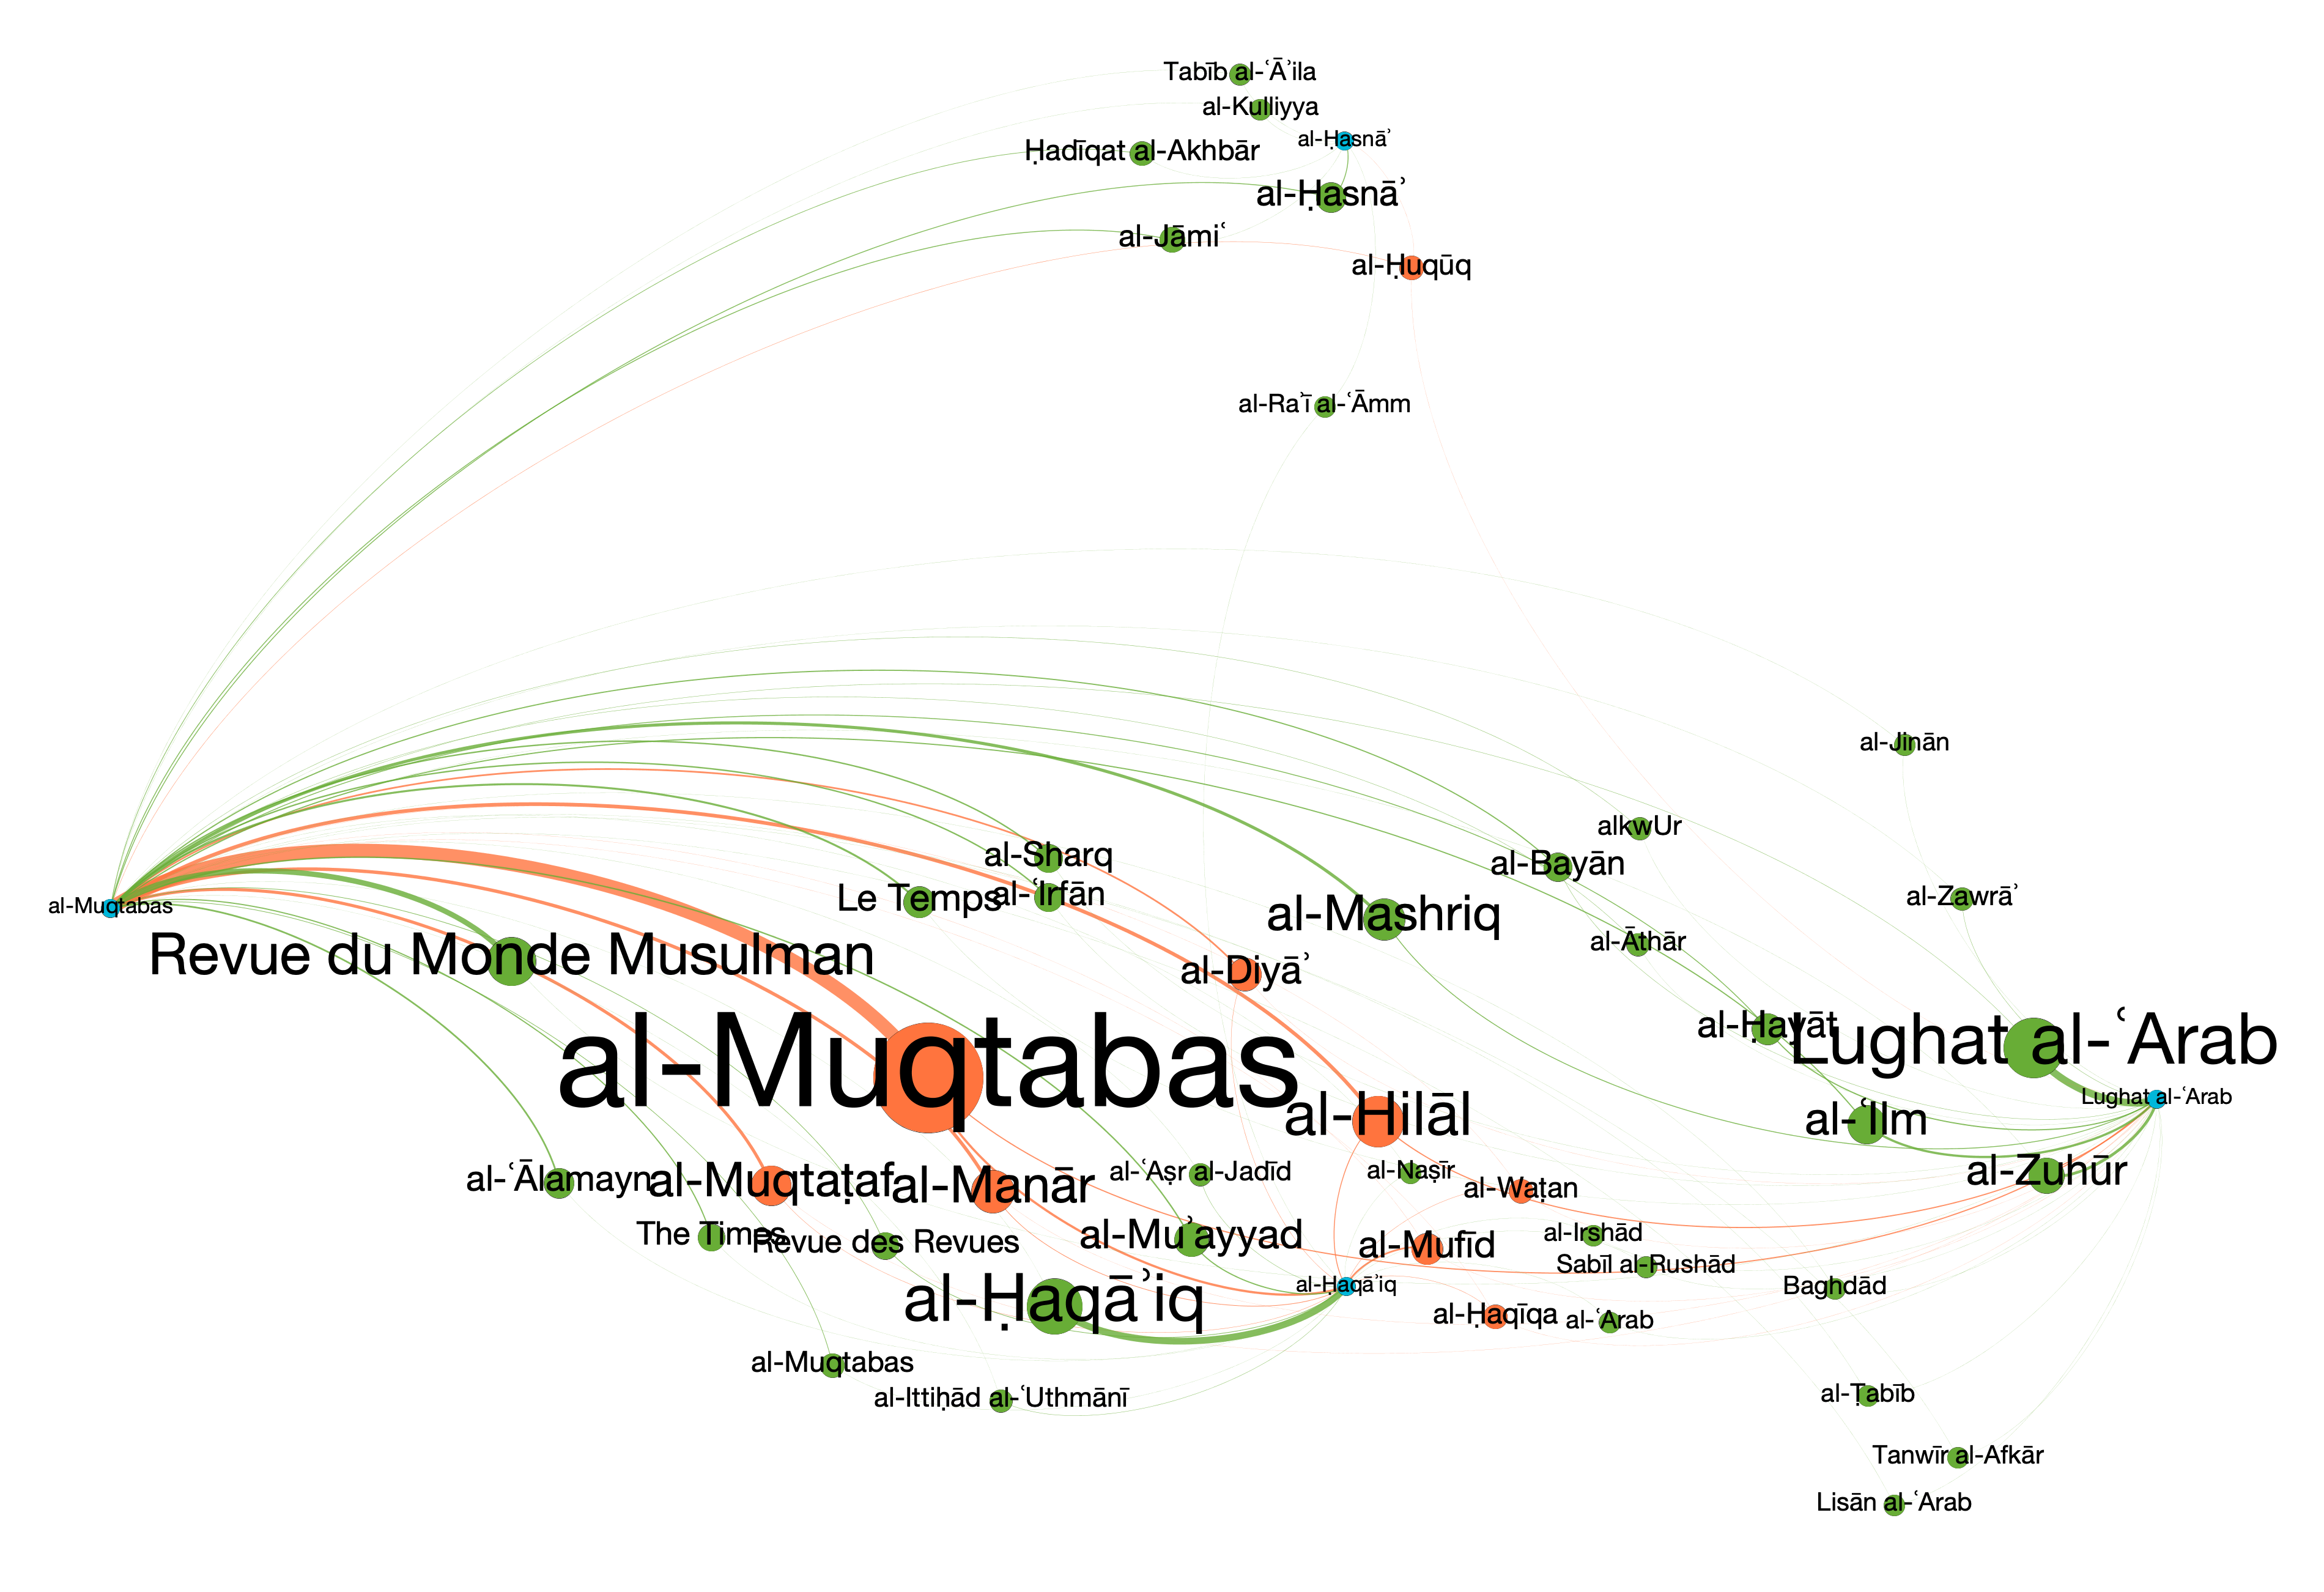 Tabīb al-ʿĀʾila
al-Kulliyya
al-Ḥasnāʾ
Ḥadīqat al-Akhbār
al-Ḥasnāʾ
al-Jāmiʿ
al-Ḥuqūq
al-Raʾī al-ʿĀmm
al-Jinān
alkwUr
al-Sharq
al-Bayān
Le Temps
al-ʿIrfān
al-Zawrāʾ
al-Muqtabas
al-Mashriq
al-Āthār
Revue du Monde Musulman
al-Ḍiyāʾ
al-Ḥayāt
Lughat al-ʿArab
al-Muqtabas
Lughat al-ʿArab
al-Hilāl
al-ʿIlm
al-ʿĀlamayn
al-Muqtaṭaf
al-Manār
al-ʿAṣr al-Jadīd
al-Naṣīr
al-Waṭan
al-Zuhūr
The Times
Revue des Revues
al-Muʾayyad
al-Mufīd
al-Irshād
Sabīl al-Rushād
al-Ḥaqāʾiq
al-Ḥaqāʾiq
Baghdād
al-Ḥaqīqa
al-ʿArab
al-Muqtabas
al-Ittiḥād al-ʿUthmānī
al-Ṭabīb
Tanwīr al-Afkār
Lisān al-ʿArab